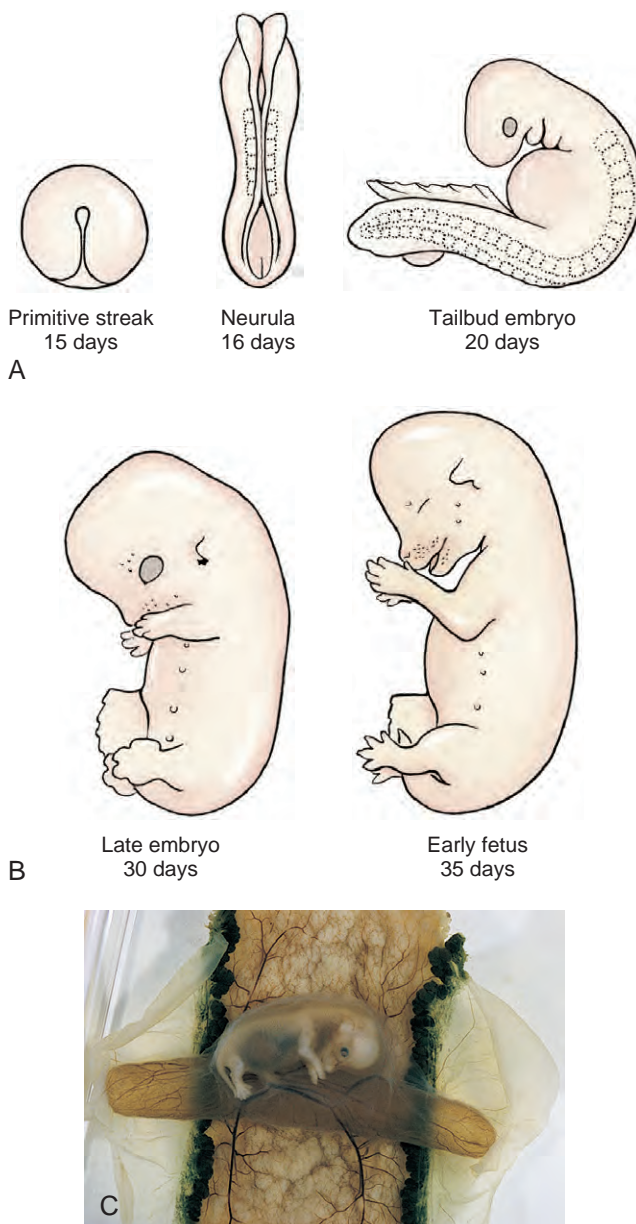 Primitive streak
15 days
Neurula
16 days
Tailbud embryo
20 days
A
Late embryo
30 days
Early fetus
35 days
B
C